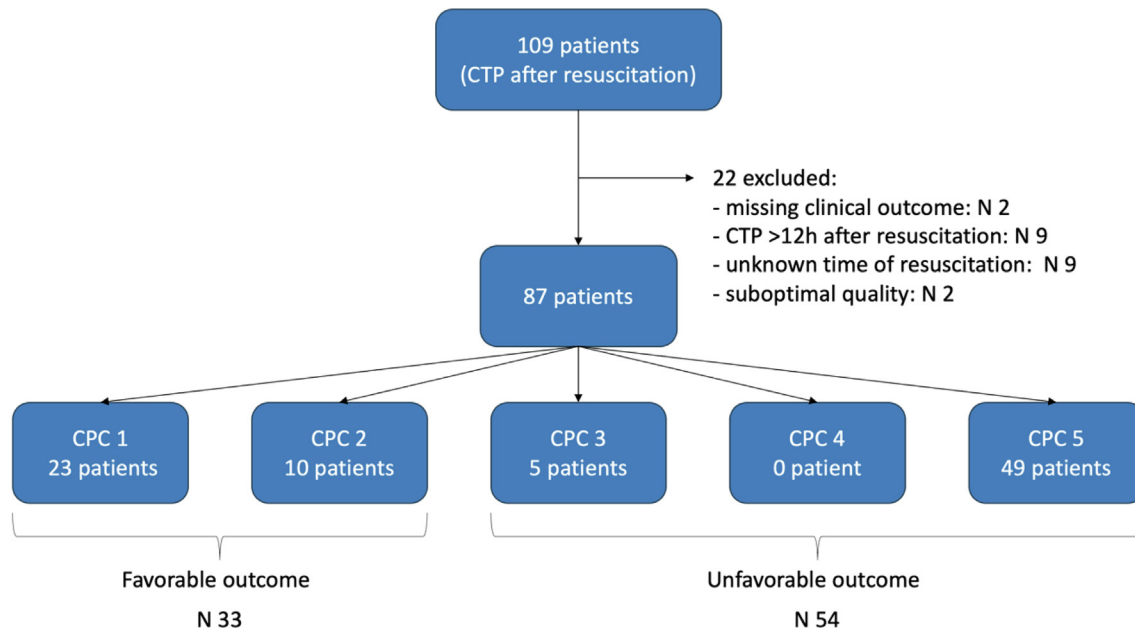 109 patients
(CTP after resuscitation)
22 excluded:
- missing clinical outcome: N 2
- CTP >12h after resuscitation: N 9
- unknown time of resuscitation:  N 9
- suboptimal quality: N 2
87 patients
CPC 1
23 patients
CPC 2
10 patients
CPC 3
5 patients
CPC 4
0 patient
CPC 5
49 patients
Favorable outcome
N 33
Unfavorable outcome
N 54